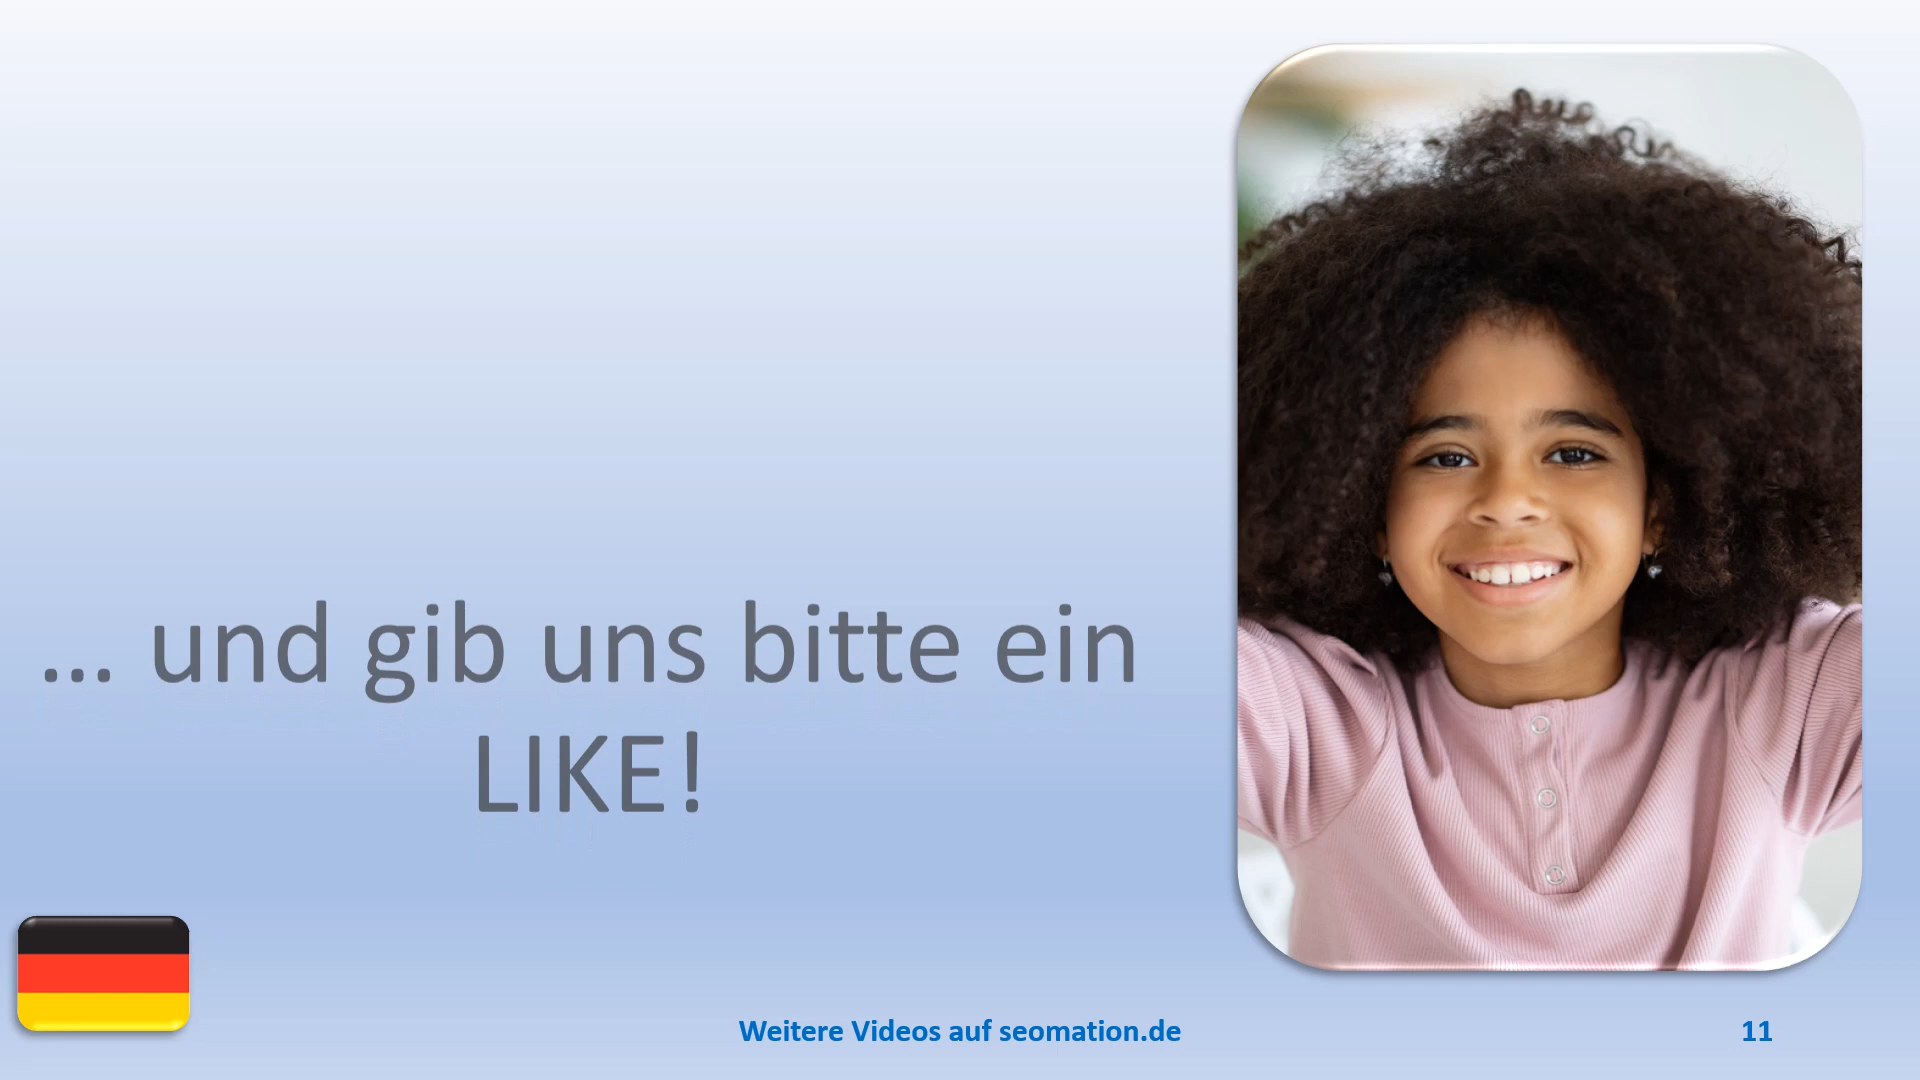 ... und gib uns bitte ein
LIKE!
Weitere Videos auf seomation.de
11